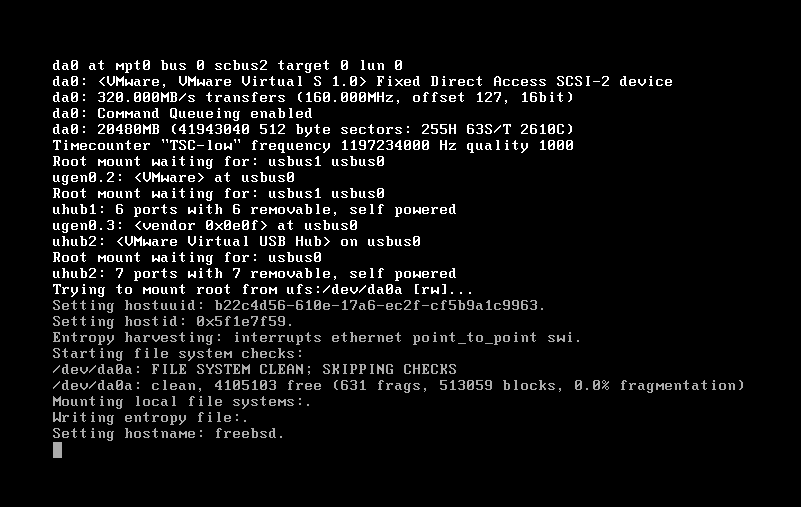 da0 at mpt0 bus 0 scbus2 target 0 lun 0
da0: <VMware, VMware Virtual S 1.0> Fixed Direct Access SCSI-2 device
da0: 320.000MB/s transfers (160.000MHz, offset 127, 16bit)
da0: Command Queueing enabled
da0: 20480MB (41943040 512 byte sectors: 255H 63S/T 2610C)
Timecounter "TSC-low" frequency 1197234000 Hz quality 1000
Root mount waiting for: usbus1 usbus0
ugen0.2: <VMware> at usbus0
Root mount waiting for: usbus1 usbus0
uhub1: 6 ports with 6 removable, self powered
ugen0.3: <vendor 0x0e0f> at usbus0
uhub2: <VMware Virtual USB Hub> on usbus0
Root mount waiting for: usbus0
uhub2: 7 ports with 7 removable, self powered
Trying to mount root from ufs:/dev/da0a [rw]...
Setting hostuuid: b22c4d56-610e-17a6-ec2f-cf5b9a1c9963.
Setting hostid: 0x5f1e7f59.
Entropy harvesting: interrupts ethernet point_to_point swi.
Starting file system checks:
/dev/da0a: FILE SYSTEM CLEAN; SKIPPING CHECKS
/dev/da0a: clean, 4105103 free (631 frags, 513059 blocks, 0.0% fragmentation)
Mounting local file systems:.
Writing entropy file:.
Setting hostname: freebsd.